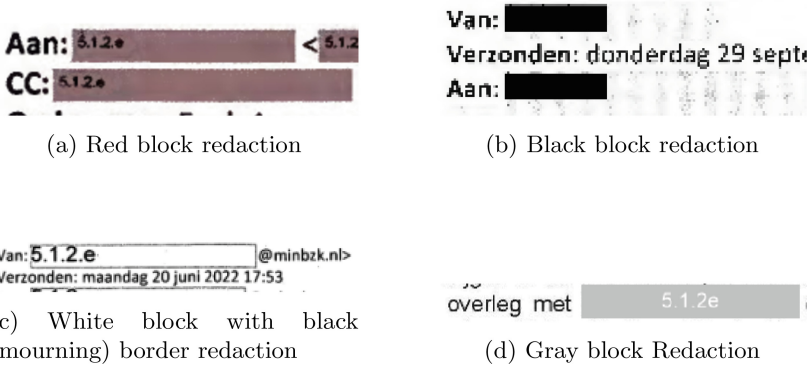 Aan: 5.1.2.e < 5.1.2
CC: 5.1.2.e
(a) Red block redaction
Van:
Verzonden: donderdag 29 septe
Aan:
(b) Black block redaction
Van: 5.1.2.e @minbzk.nl>
Verzonden: maandag 20 juni 2022 17:53
c) White block with black
mourning) border redaction
overleg met 5.1.2e
(d) Gray block Redaction